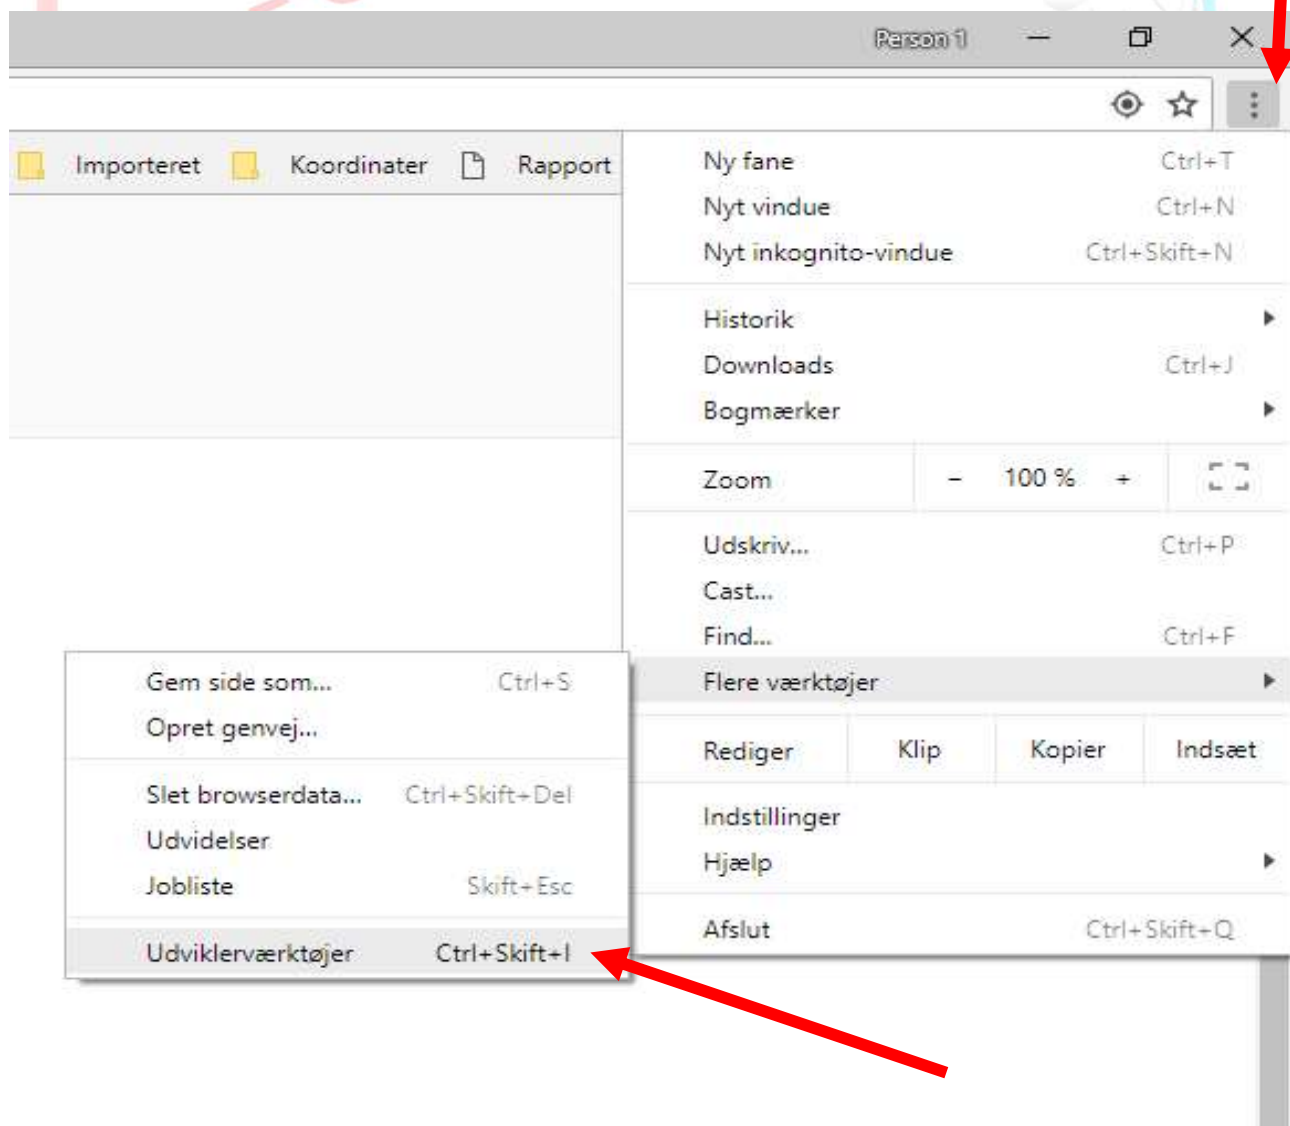 Person 1
Importeret Koordinater Rapport
Ny fane Ctrl+T
Nyt vindue Ctrl+N
Nyt inkognito-vindue Ctrl+Skift+N
Historik
Downloads Ctrl+J
Bogmærker
Zoom - 100 % +
Udskriv... Ctrl+P
Cast...
Find... Ctrl+F
Flere værktøjer
Rediger Klip Kopier Indsæt
Indstillinger
Hjælp
Afslut Ctrl+Skift+Q
Gem side som... Ctrl+S
Opret genvej...
Slet browserdata... Ctrl+Skift+Del
Udvidelser
Jobliste Skift+Esc
Udviklerværktøjer Ctrl+Skift+I